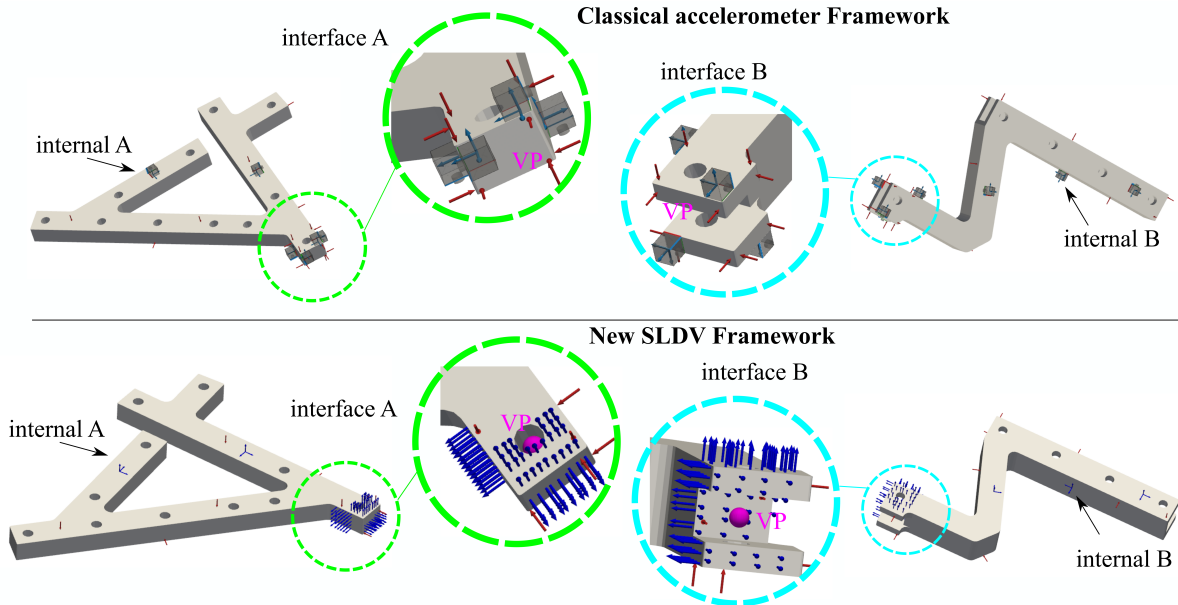 Classical accelerometer Framework
interface A
interface B
internal A
VP
VP
internal B
New SLDV Framework
interface A
interface B
internal A
VP
VP
internal B